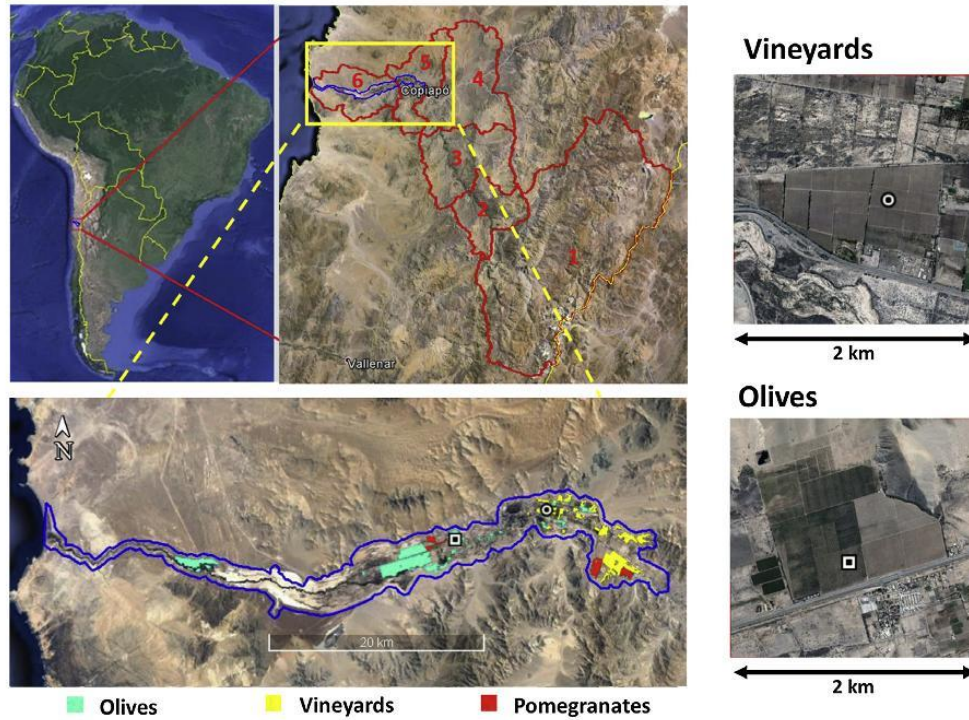 5
6
4
Copiapó
3
2
1
Vallenar
Vineyards
2 km
Olives
2 km
N
20 km
Olives
Vineyards
Pomegranates